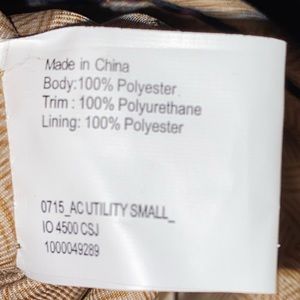 Made in China
Body:100% Polyester
Trim : 100% Polyurethane
Lining: 100% Polyester
0715_AC UTILITY SMALL_
IO 4500 CSJ
1000049289